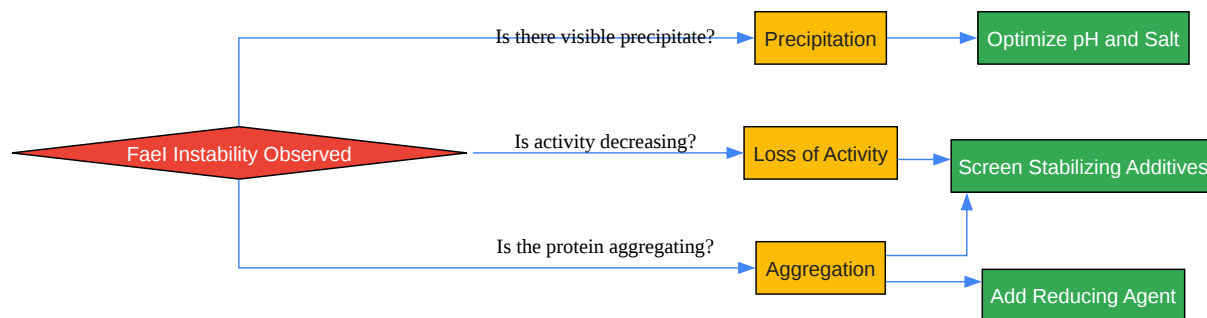 Is there visible precipitate?
Precipitation
Optimize pH and Salt
FaeI Instability Observed
Is activity decreasing?
Loss of Activity
Screen Stabilizing Additives
Is the protein aggregating?
Aggregation
Add Reducing Agent